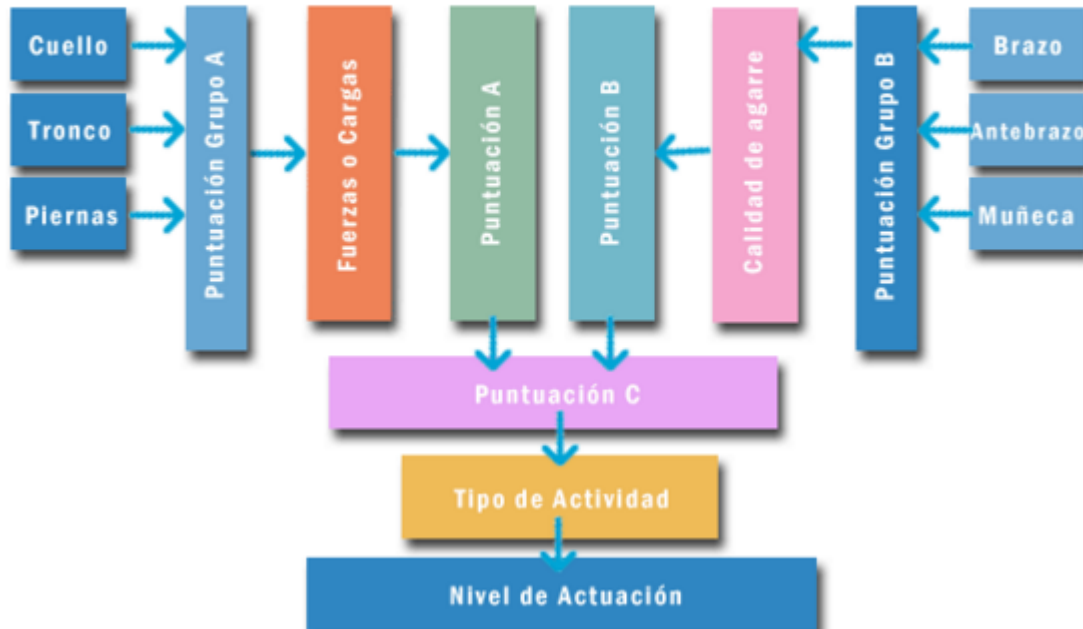 Cuello
Tronco
Piernas
Puntuación Grupo A
Fuerzas o Cargas
Puntuación A
Puntuación B
Calidad de agarre
Puntuación Grupo B
Brazo
Antebrazo
Muñeca
Puntuación C
Tipo de Actividad
Nivel de Actuación